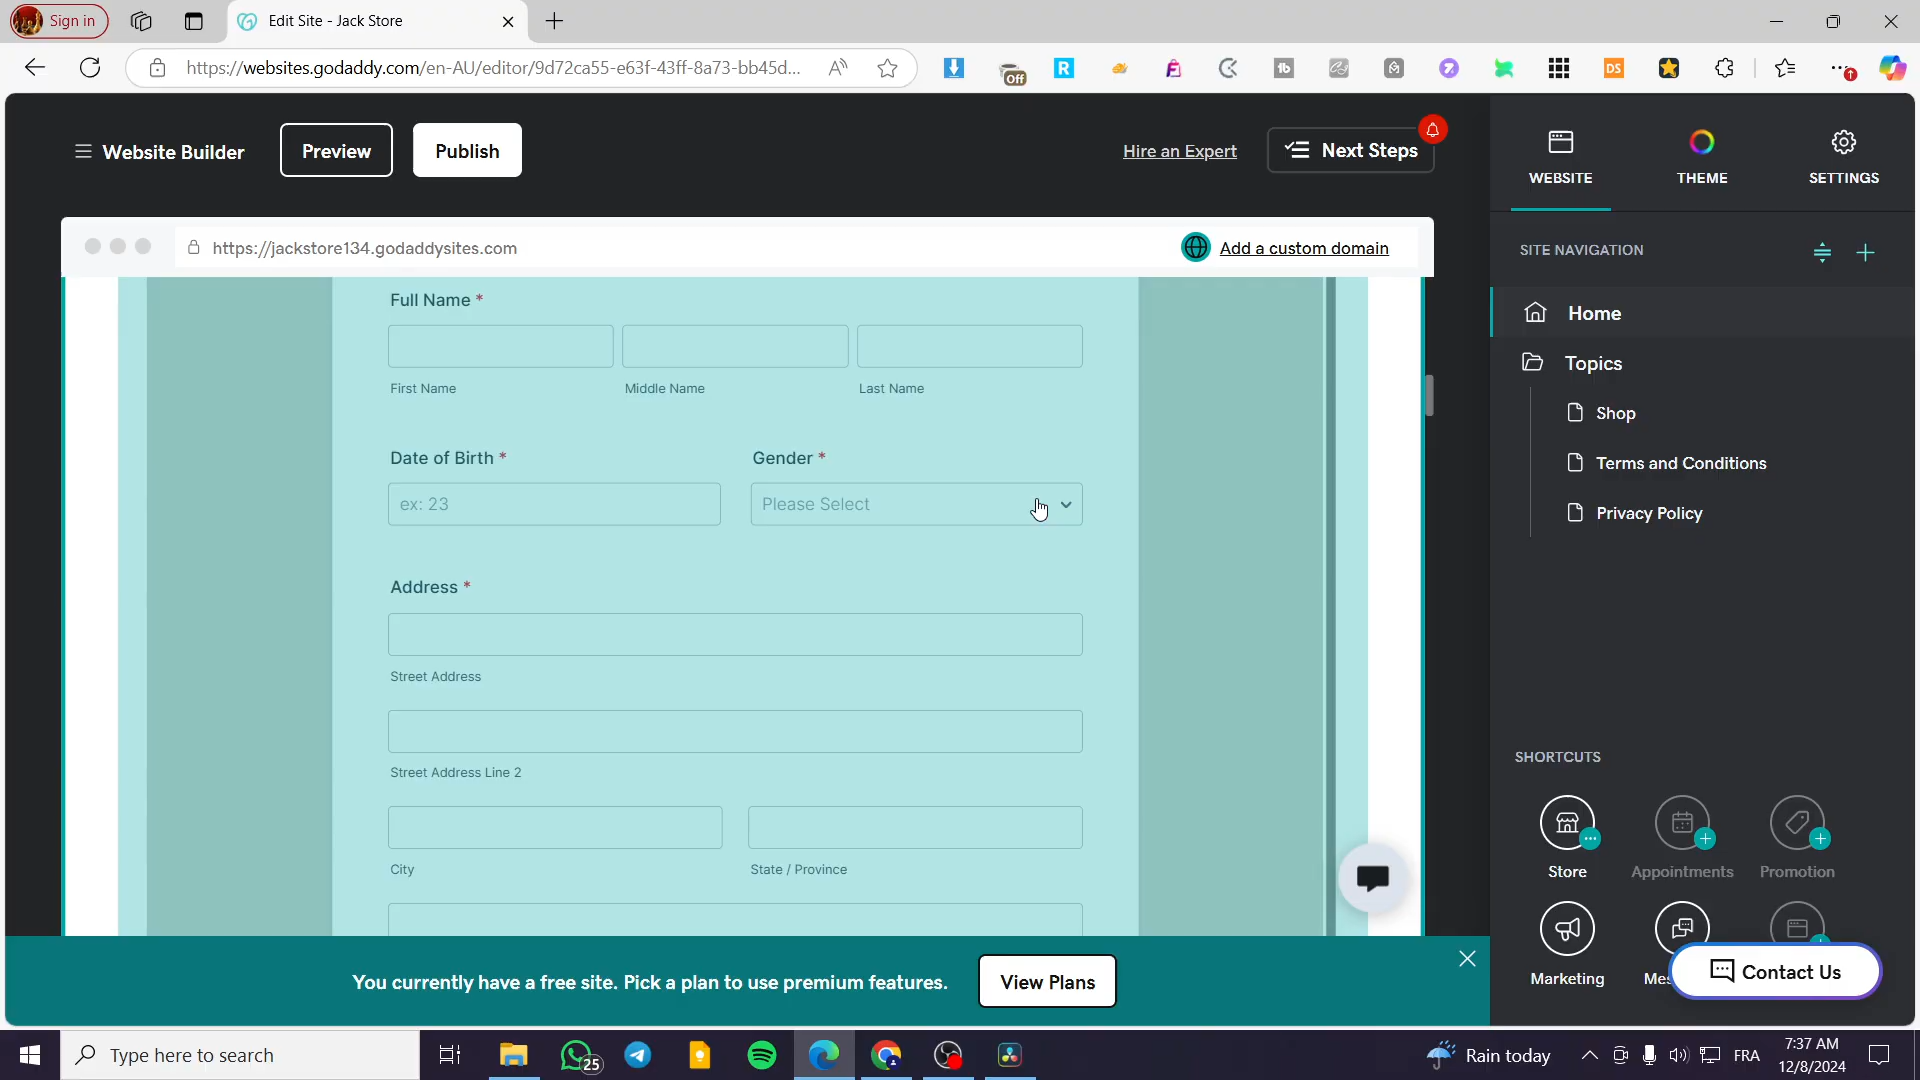 Sign in
Edit Site - Jack Store
https://websites.godaddy.com/en-AU/editor/9d72ca55-e63f-43ff-8a73-bb45d...
Off
Website Builder
Preview
Publish
Hire an Expert
Next Steps
WEBSITE
THEME
SETTINGS
https://jackstore134.godaddysites.com
Add a custom domain
SITE NAVIGATION
Home
Topics
Shop
Terms and Conditions
Privacy Policy
Full Name *
First Name
Middle Name
Last Name
Date of Birth *
Gender *
ex: 23
Please Select
Address *
Street Address
Street Address Line 2
City
State / Province
SHORTCUTS
Store
Appointments
Promotion
Marketing
Contact Us
You currently have a free site. Pick a plan to use premium features.
View Plans
Type here to search
25
Rain today
FRA
7:37 AM
12/8/2024